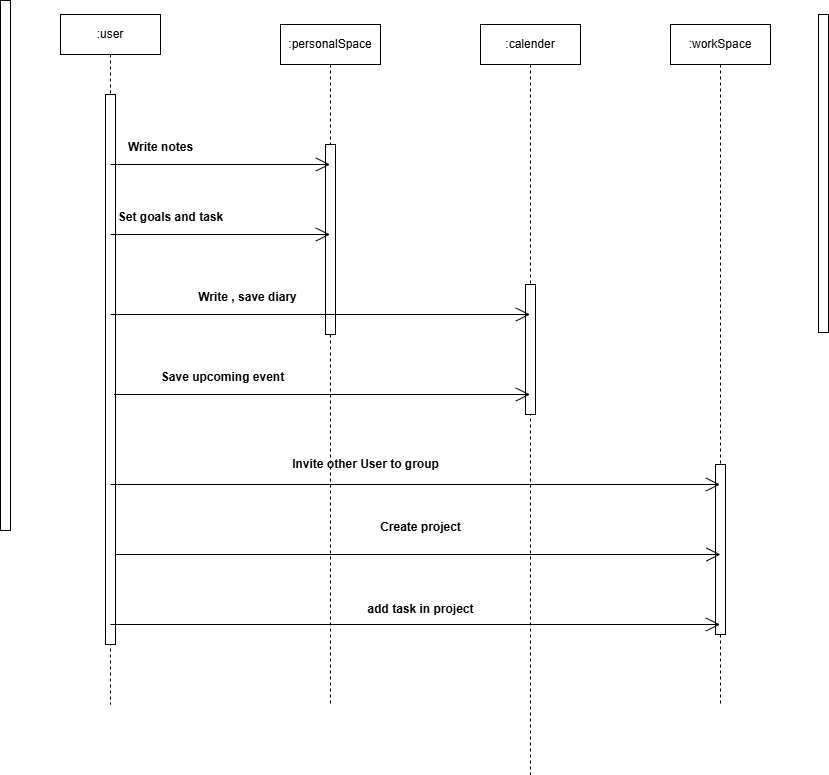 :user
:personalSpace
:calender
:workSpace
Write notes
Set goals and task
Write , save diary
Save upcoming event
Invite other User to group
Create project
add task in project